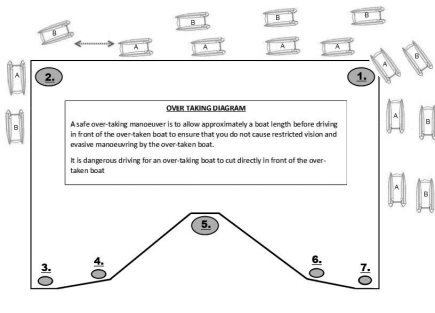 B B B B
A A A A A B
2. 1.
A
B
A B
A B
OVER TAKING DIAGRAM
A safe over-taking manoeuver is to allow approximately a boat length before driving
in front of the over-taken boat to ensure that you do not cause restricted vision and
evasive manoeuvring by the over-taken boat.
It is dangerous driving for an over-taking boat to cut directly in front of the over-
taken boat
5.
3. 4. 6. 7.